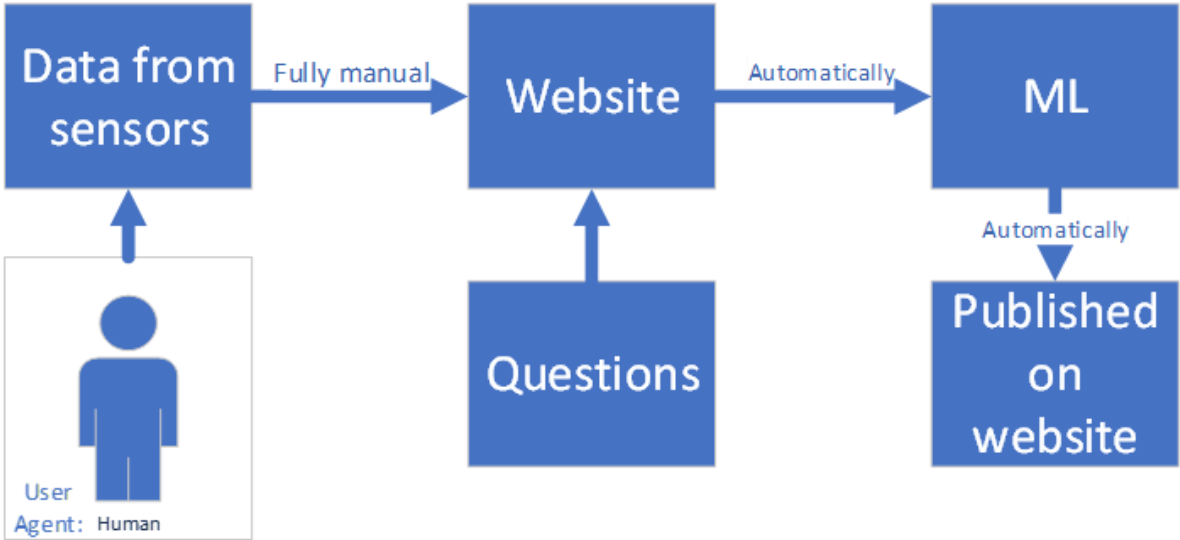 Data from
sensors
Fully manual
Website
Automatically
ML
Automatically
Questions
Published
on
website
User
Agent: Human